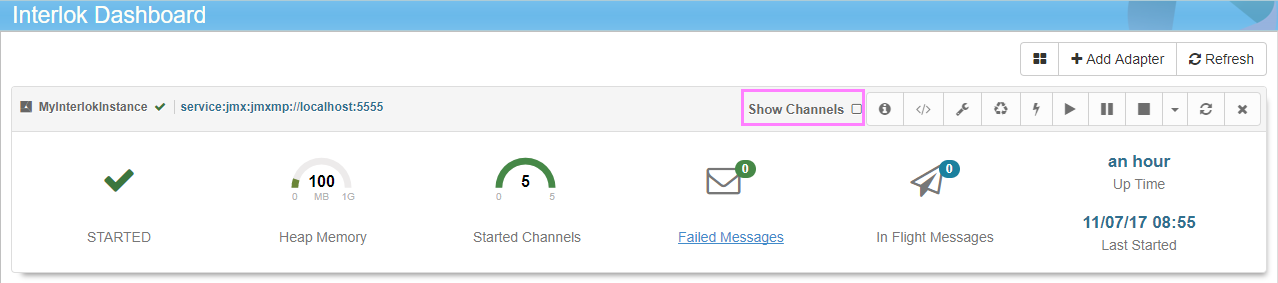 Interlok Dashboard
Add Adapter
Refresh
MyInterlokInstance service:jmx:jmxmp://localhost:5555 Show Channels </>
100
0 MB 1G
5
0 5
0
0
an hour
Up Time
STARTED Heap Memory Started Channels Failed Messages In Flight Messages
11/07/17 08:55
Last Started